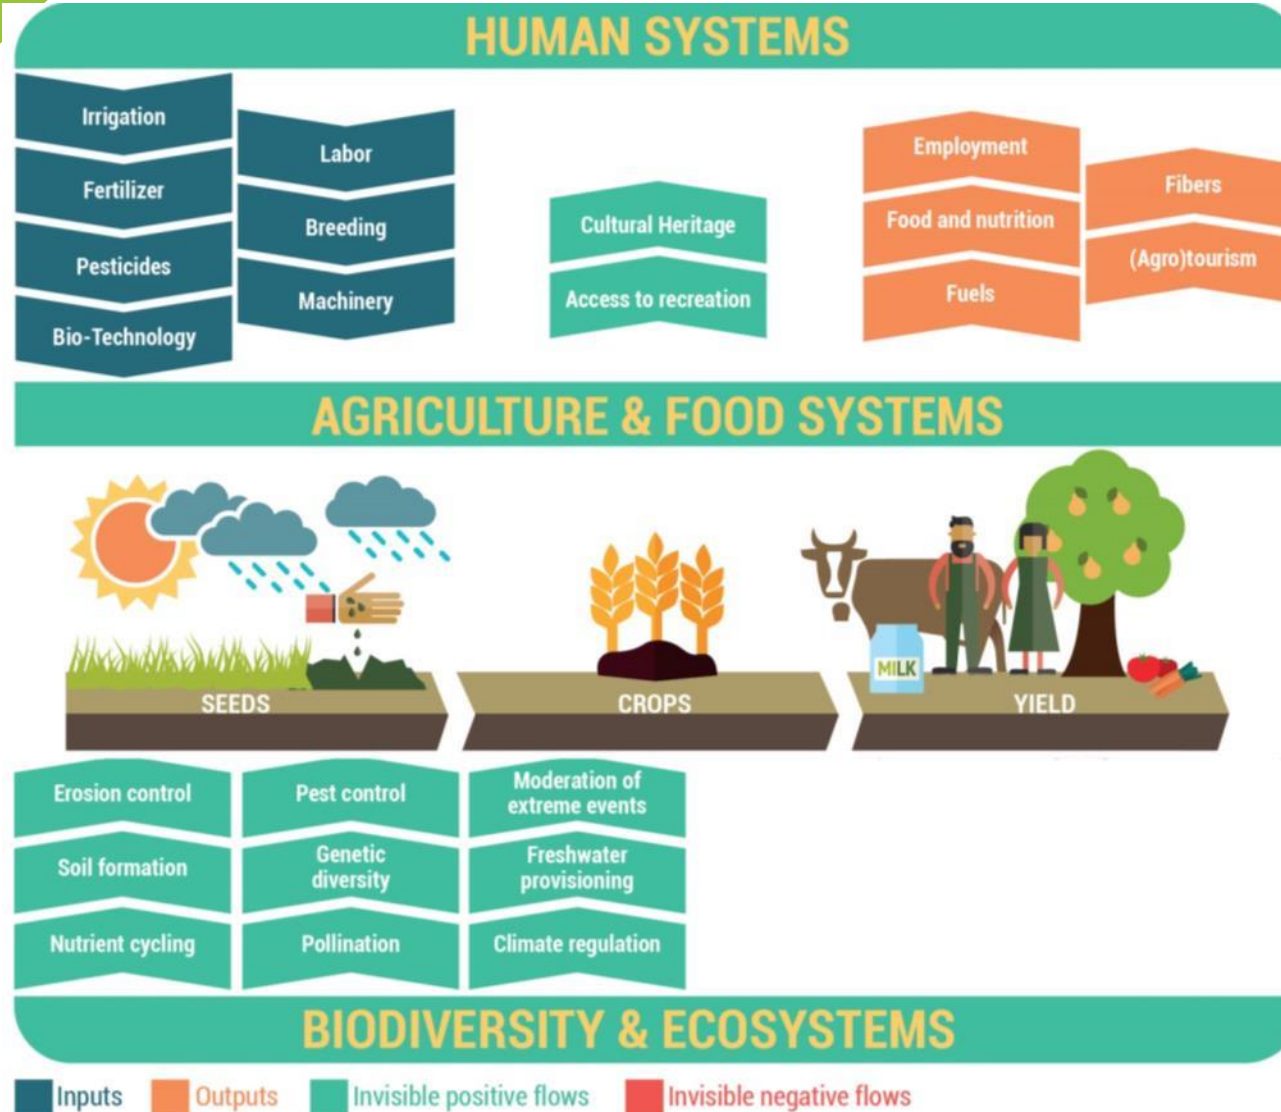 HUMAN SYSTEMS
Irrigation
Fertilizer
Pesticides
Bio-Technology
Labor
Breeding
Machinery
Cultural Heritage
Access to recreation
Employment
Food and nutrition
Fuels
Fibers
(Agro)tourism
AGRICULTURE & FOOD SYSTEMS
MILK
SEEDS
CROPS
YIELD
Erosion control
Soil formation
Nutrient cycling
Pest control
Genetic
diversity
Pollination
Moderation of
extreme events
Freshwater
provisioning
Climate regulation
BIODIVERSITY & ECOSYSTEMS
Inputs
Outputs
Invisible positive flows
Invisible negative flows